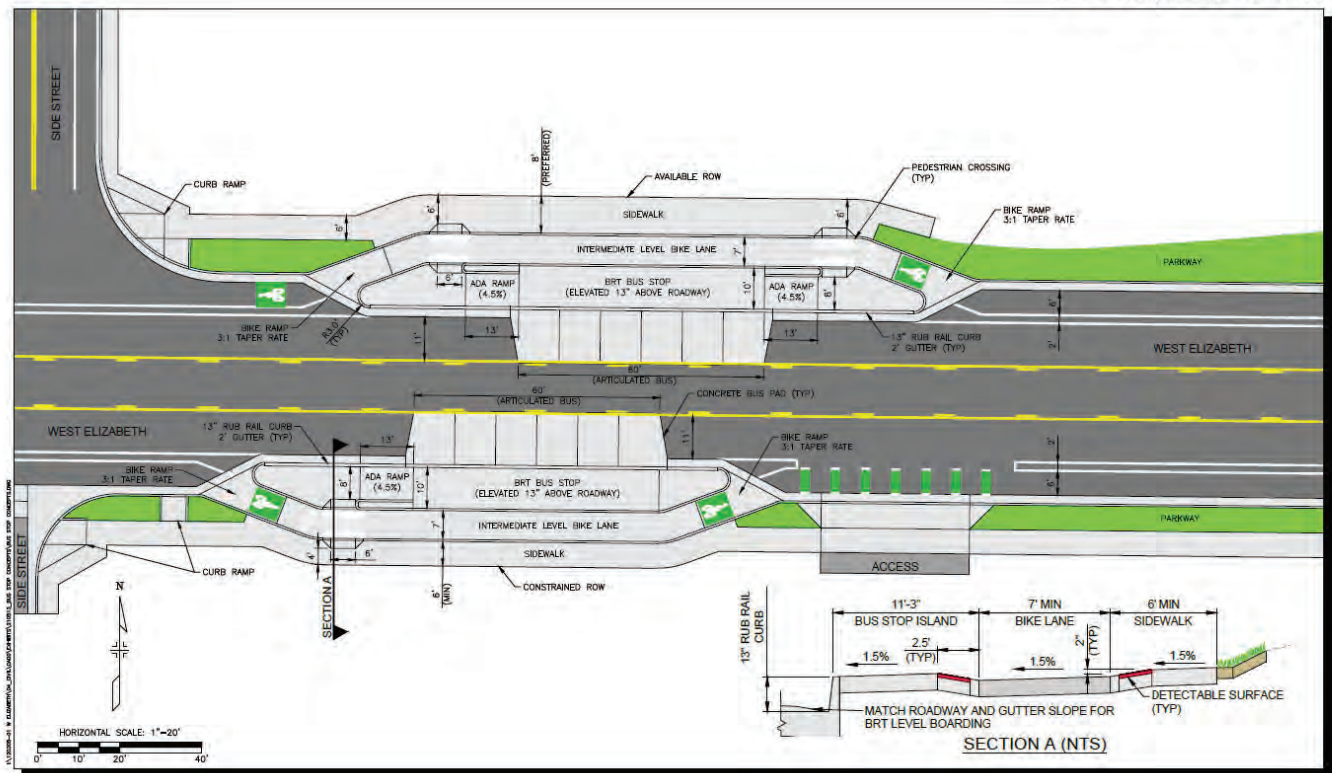 SIDE STREET
CURB RAMP
8'
(PREFERRED)
AVAILABLE ROW
PEDESTRIAN CROSSING
(TYP)
BIKE RAMP
3:1 TAPER RATE
6'
6'
SIDEWALK
6'
INTERMEDIATE LEVEL BIKE LANE
7'
PARKWAY
6'
ADA RAMP
(4.5%)
BRT BUS STOP
(ELEVATED 13" ABOVE ROADWAY)
10'
ADA RAMP
(4.5%)
6'
6'
BIKE RAMP
3:1 TAPER RATE
R3.0'
(TYP)
11'
13'
13'
13" RUB RAIL CURB
2' GUTTER (TYP)
2'
WEST ELIZABETH
60'
(ARTICULATED BUS)
60'
(ARTICULATED BUS)
CONCRETE BUS PAD (TYP)
WEST ELIZABETH
13" RUB RAIL CURB
2' GUTTER (TYP)
13'
11'
BIKE RAMP
3:1 TAPER RATE
2'
BIKE RAMP
3:1 TAPER RATE
8'
ADA RAMP
(4.5%)
10'
BRT BUS STOP
(ELEVATED 13" ABOVE ROADWAY)
6'
INTERMEDIATE LEVEL BIKE LANE
7'
PARKWAY
SIDE STREET
4'
6'
SIDEWALK
6'
(MIN)
CURB RAMP
CONSTRAINED ROW
ACCESS
SECTION A
N
13" RUB RAIL
CURB
11'-3"
BUS STOP ISLAND
7' MIN
BIKE LANE
6' MIN
SIDEWALK
2.5'
(TYP)
2"
(TYP)
1.5%
1.5%
1.5%
DETECTABLE SURFACE
(TYP)
MATCH ROADWAY AND GUTTER SLOPE FOR
BRT LEVEL BOARDING
SECTION A (NTS)
HORIZONTAL SCALE: 1"=20'
0' 10' 20' 40'